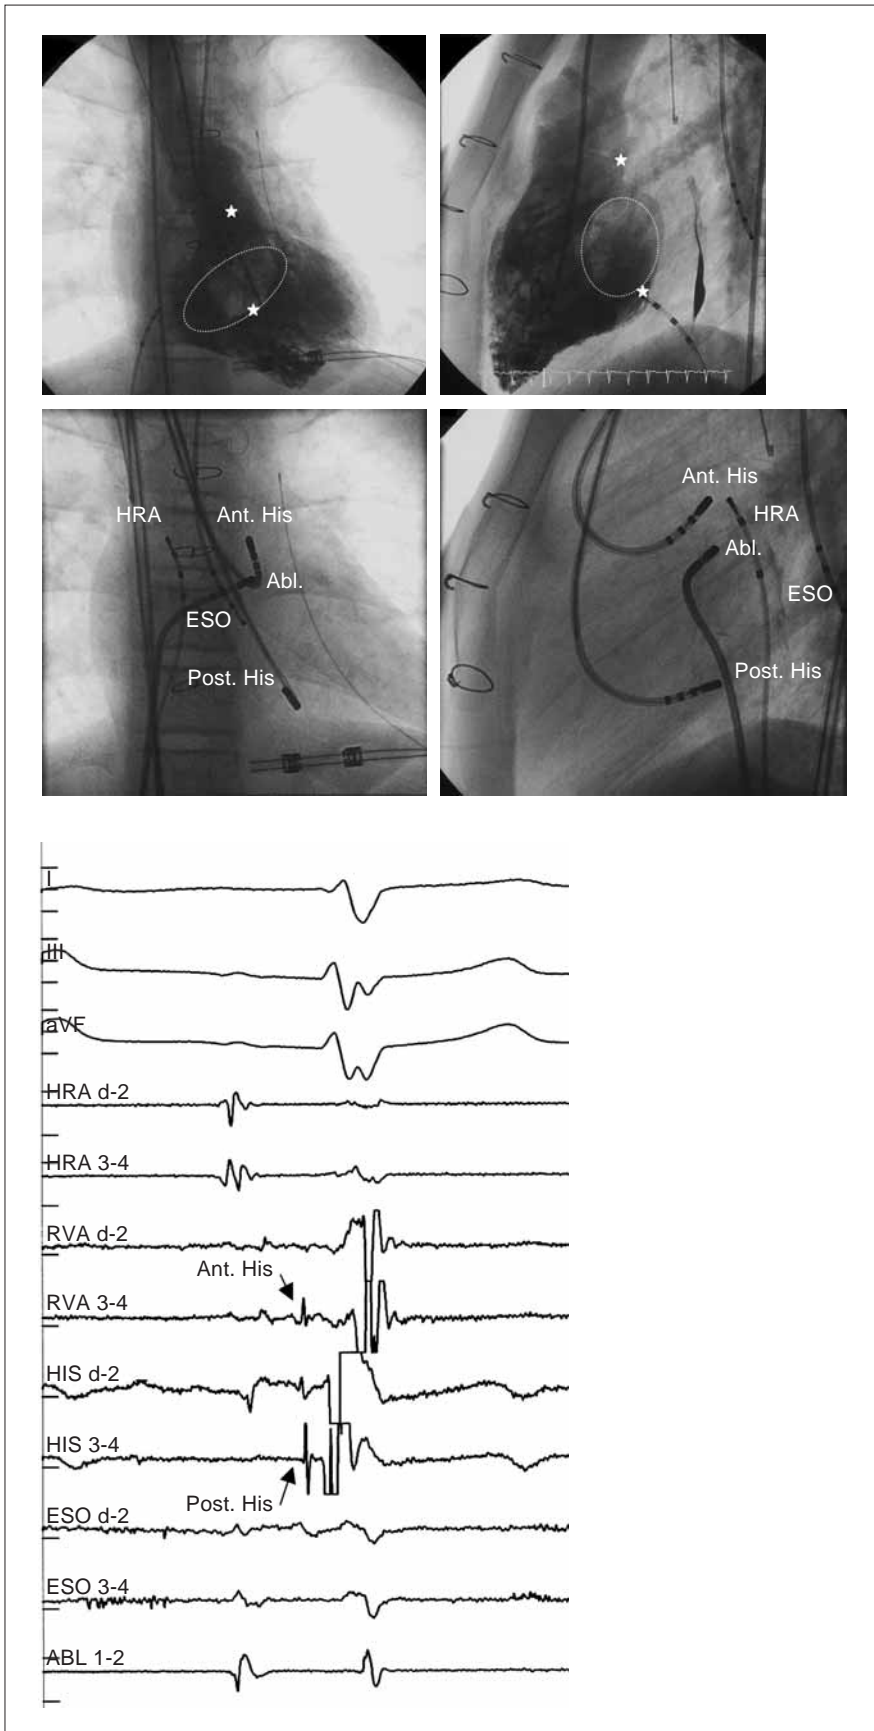 HRA
Ant. His
Abl.
ESO
Post. His
Ant. His
HRA
Abl.
ESO
Post. His
I
III
aVF
HRA d-2
HRA 3-4
RVA d-2
Ant. His
RVA 3-4
HIS d-2
HIS 3-4
Post. His
ESO d-2
ESO 3-4
ABL 1-2